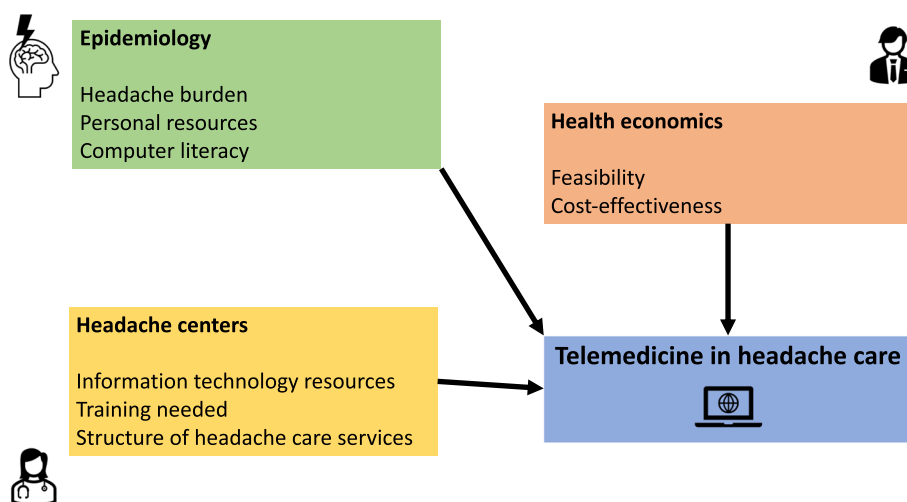 Epidemiology
Headache burden
Personal resources
Computer literacy
Health economics
Feasibility
Cost-effectiveness
Headache centers
Information technology resources
Training needed
Structure of headache care services
Telemedicine in headache care